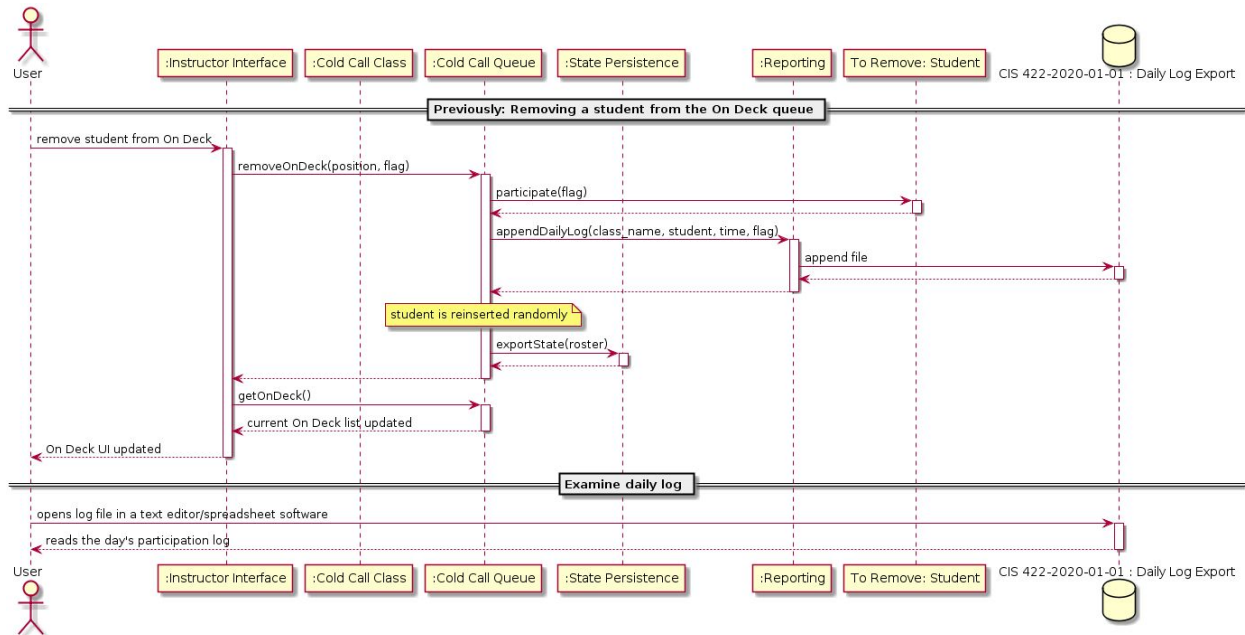 User
:Instructor Interface
:Cold Call Class
:Cold Call Queue
:State Persistence
:Reporting
To Remove: Student
CIS 422-2020-01-01 : Daily Log Export
Previously: Removing a student from the On Deck queue
remove student from On Deck
removeOnDeck(position, flag)
participate(flag)
appendDailyLog(class_name, student, time, flag)
append file
student is reinserted randomly
exportState(roster)
getOnDeck()
current On Deck list updated
On Deck UI updated
Examine daily log
opens log file in a text editor/spreadsheet software
reads the day's participation log
User
:Instructor Interface
:Cold Call Class
:Cold Call Queue
:State Persistence
:Reporting
To Remove: Student
CIS 422-2020-01-01 : Daily Log Export